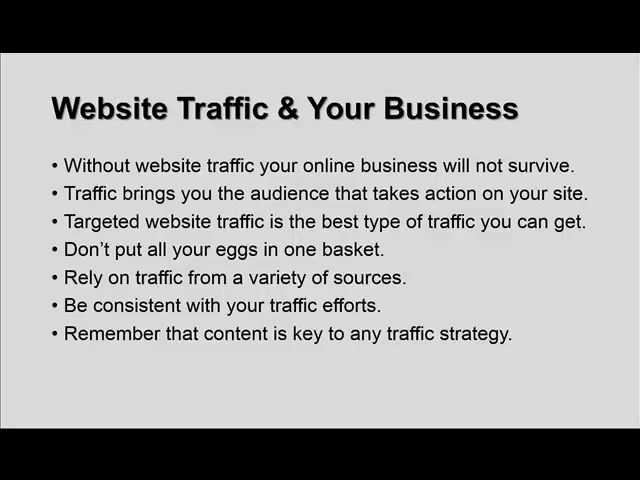 Website Traffic & Your Business
• Without website traffic your online business will not survive.
• Traffic brings you the audience that takes action on your site.
• Targeted website traffic is the best type of traffic you can get.
• Don’t put all your eggs in one basket.
• Rely on traffic from a variety of sources.
• Be consistent with your traffic efforts.
• Remember that content is key to any traffic strategy.